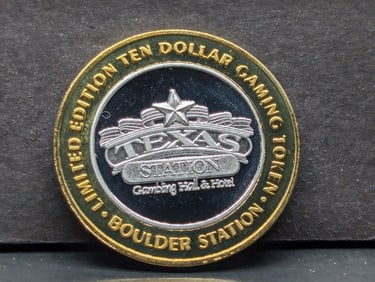 LIMITED EDITION TEN DOLLAR GAMING TOKEN
TEXAS
STATION
Gambling Hall & Hotel
• BOULDER STATION •